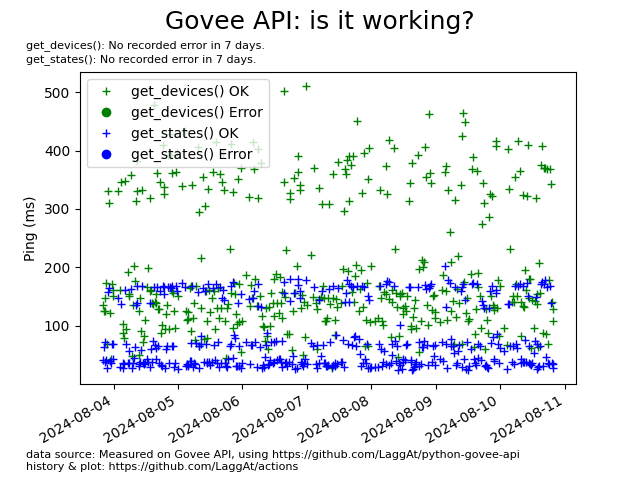 Govee API: is it working?
get_devices(): No recorded error in 7 days.
get_states(): No recorded error in 7 days.
get_devices() OK
get_devices() Error
get_states() OK
get_states() Error
Ping (ms)
500
400
300
200
100
2024-08-04
2024-08-05
2024-08-06
2024-08-07
2024-08-08
2024-08-09
2024-08-10
2024-08-11
data source: Measured on Govee API, using https://github.com/LaggAt/python-govee-api
history & plot: https://github.com/LaggAt/actions